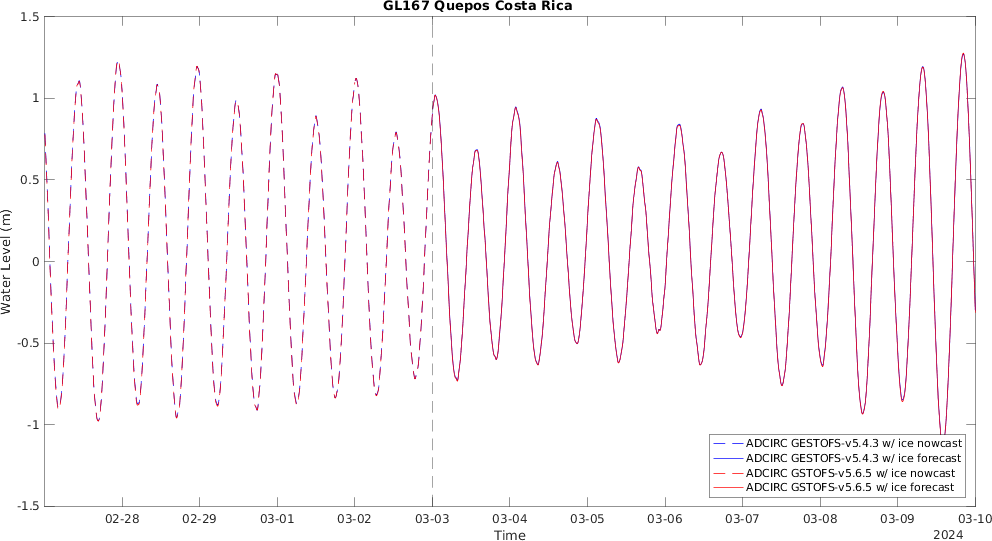 GL167 Quepos Costa Rica
1.5
1
0.5
0
-0.5
-1
-1.5
Water Level (m)
ADCIRC GESTOFS-v5.4.3 w/ ice nowcast
ADCIRC GESTOFS-v5.4.3 w/ ice forecast
ADCIRC GSTOFS-v5.6.5 w/ ice nowcast
ADCIRC GSTOFS-v5.6.5 w/ ice forecast
02-28 02-29 03-01 03-02 03-03 03-04 03-05 03-06 03-07 03-08 03-09 03-10
Time
2024